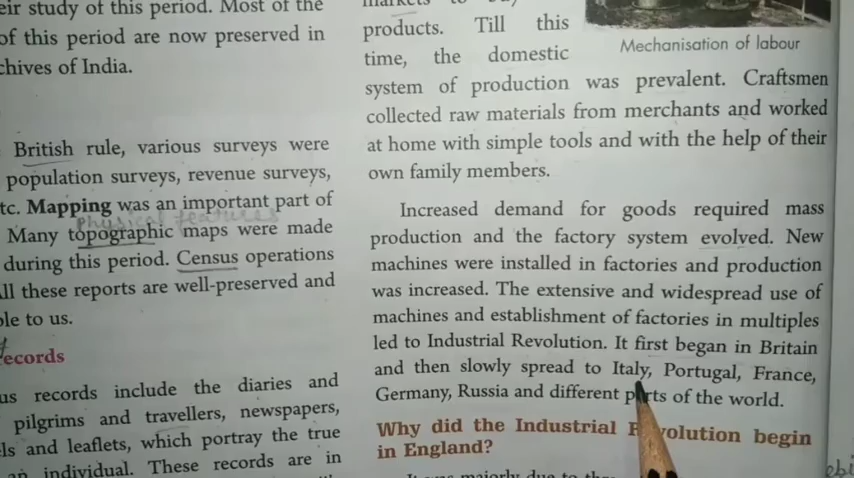 eir study of this period. Most of the
of this period are now preserved in
chives of India.
British rule, various surveys were
population surveys, revenue surveys,
tc. Mapping was an important part of
Physical features
Many topographic maps were made
during this period. Census operations
ll these reports are well-preserved and
ble to us.
ecords
us records include the diaries and
pilgrims and travellers, newspapers,
ls and leaflets, which portray the true
an individual. These records are in
products. Till this
time, the domestic
Mechanisation of labour
system of production was prevalent. Craftsmen
collected raw materials from merchants and worked
at home with simple tools and with the help of their
own family members.
Increased demand for goods required mass
production and the factory system evolved. New
machines were installed in factories and production
was increased. The extensive and widespread use of
machines and establishment of factories in multiples
led to Industrial Revolution. It first began in Britain
and then slowly spread to Italy, Portugal, France,
Germany, Russia and different parts of the world.
Why did the Industrial Revolution begin
in England?